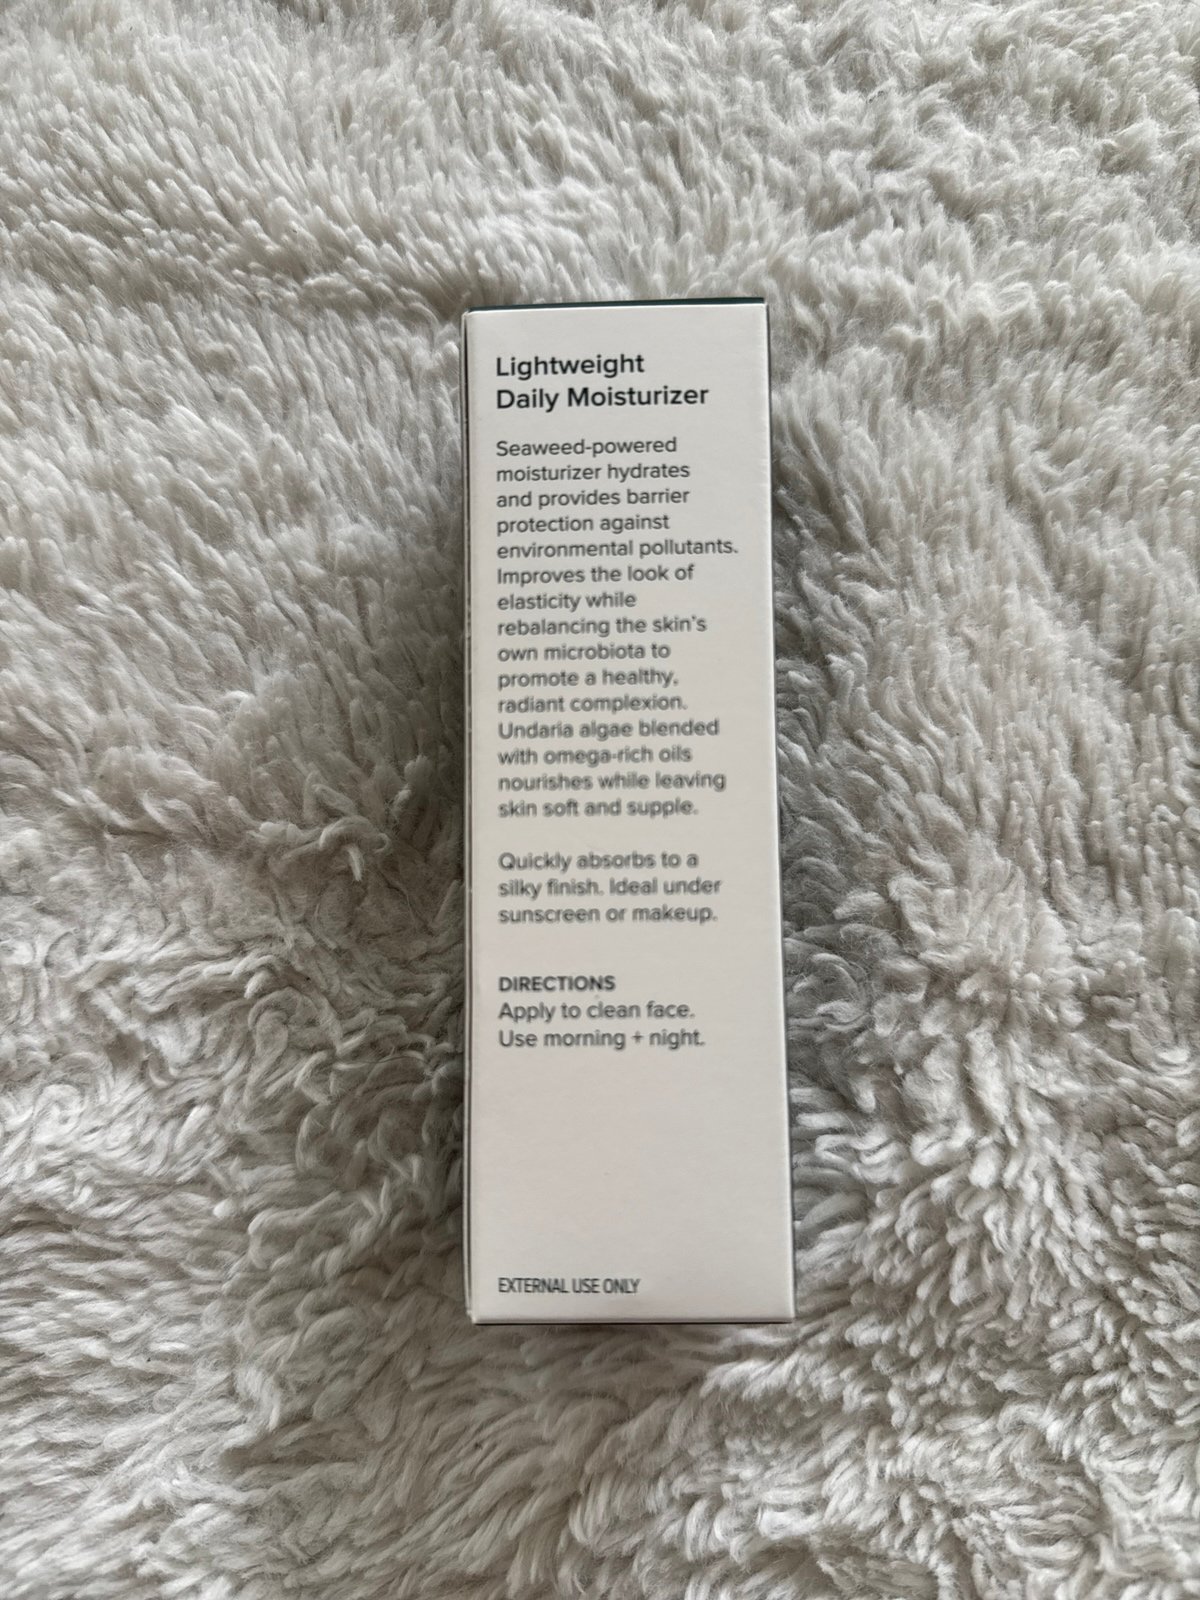 Lightweight
Daily Moisturizer
Seaweed-powered
moisturizer hydrates
and provides barrier
protection against
environmental pollutants.
Improves the look of
elasticity while
rebalancing the skin's
own microbiota to
promote a healthy,
radiant complexion.
Undaria algae blended
with omega-rich oils
nourishes while leaving
skin soft and supple.
Quickly absorbs to a
silky finish. Ideal under
sunscreen or makeup.
DIRECTIONS
Apply to clean face.
Use morning + night.
EXTERNAL USE ONLY